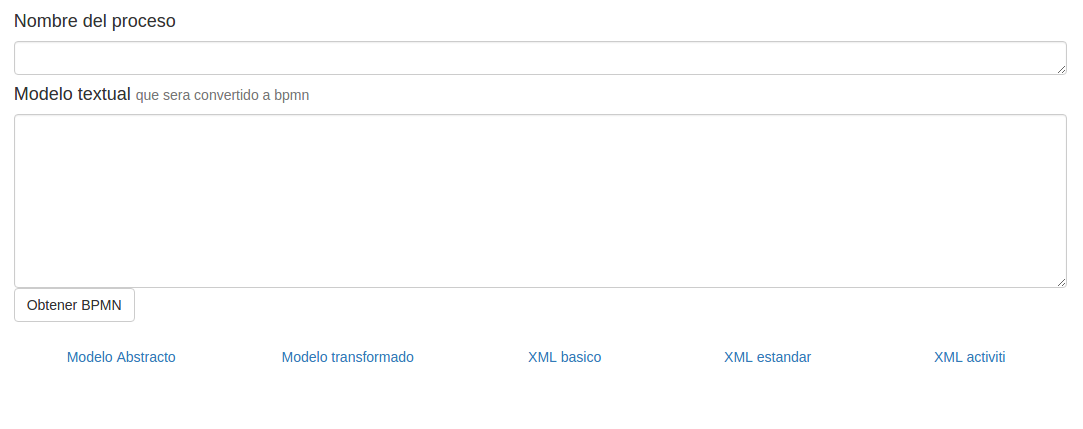 Nombre del proceso
Modelo textual que sera convertido a bpmn
Obtener BPMN
Modelo Abstracto Modelo transformado XML basico XML estandar XML activiti